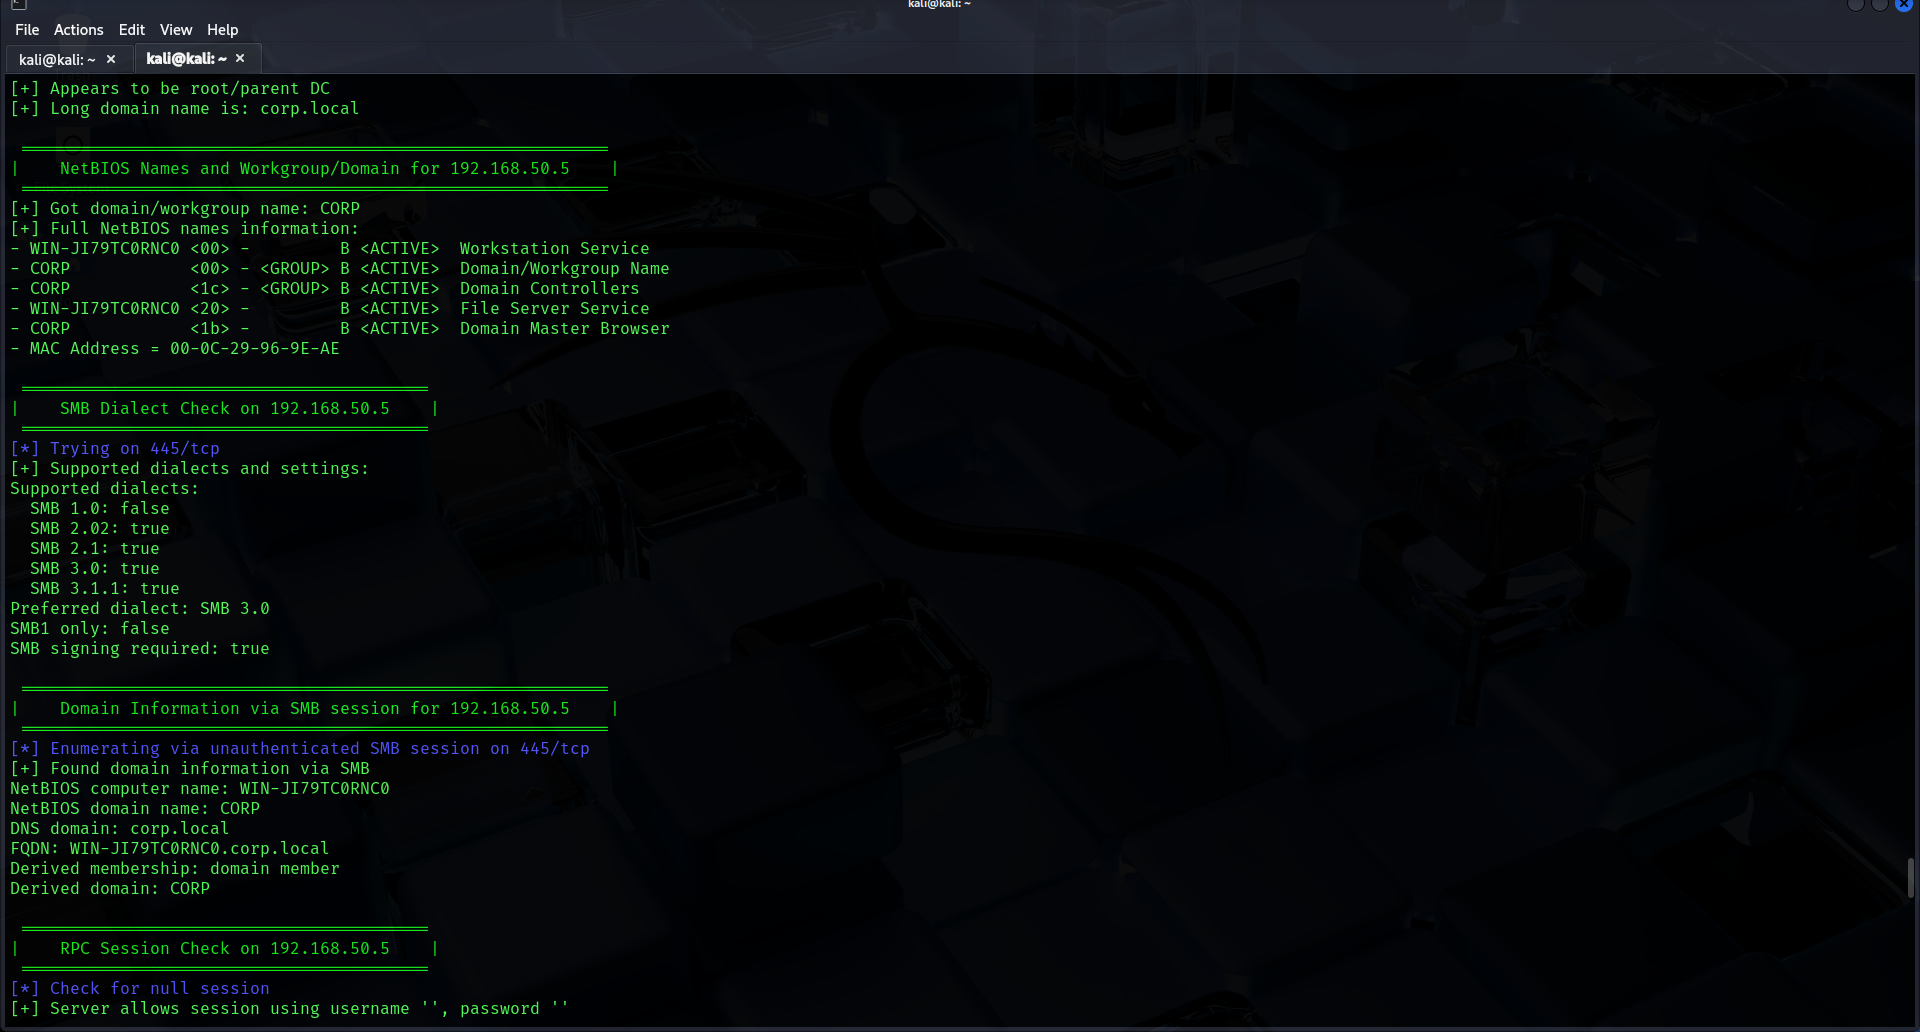 kali@kali: ~
File Actions Edit View Help
kali@kali: ~ × kali@kali: ~ ×
[+] Appears to be root/parent DC
[+] Long domain name is: corp.local
| NetBIOS Names and Workgroup/Domain for 192.168.50.5 |
[+] Got domain/workgroup name: CORP
[+] Full NetBIOS names information:
- WIN-JI79TC0RNC0 <00> -         B <ACTIVE>  Workstation Service
- CORP            <00> - <GROUP> B <ACTIVE>  Domain/Workgroup Name
- CORP            <1c> - <GROUP> B <ACTIVE>  Domain Controllers
- WIN-JI79TC0RNC0 <20> -         B <ACTIVE>  File Server Service
- CORP            <1b> -         B <ACTIVE>  Domain Master Browser
- MAC Address = 00-0C-29-96-9E-AE
| SMB Dialect Check on 192.168.50.5 |
[*] Trying on 445/tcp
[+] Supported dialects and settings:
Supported dialects:
  SMB 1.0: false
  SMB 2.02: true
  SMB 2.1: true
  SMB 3.0: true
  SMB 3.1.1: true
Preferred dialect: SMB 3.0
SMB1 only: false
SMB signing required: true
| Domain Information via SMB session for 192.168.50.5 |
[*] Enumerating via unauthenticated SMB session on 445/tcp
[+] Found domain information via SMB
NetBIOS computer name: WIN-JI79TC0RNC0
NetBIOS domain name: CORP
DNS domain: corp.local
FQDN: WIN-JI79TC0RNC0.corp.local
Derived membership: domain member
Derived domain: CORP
| RPC Session Check on 192.168.50.5 |
[*] Check for null session
[+] Server allows session using username '', password ''